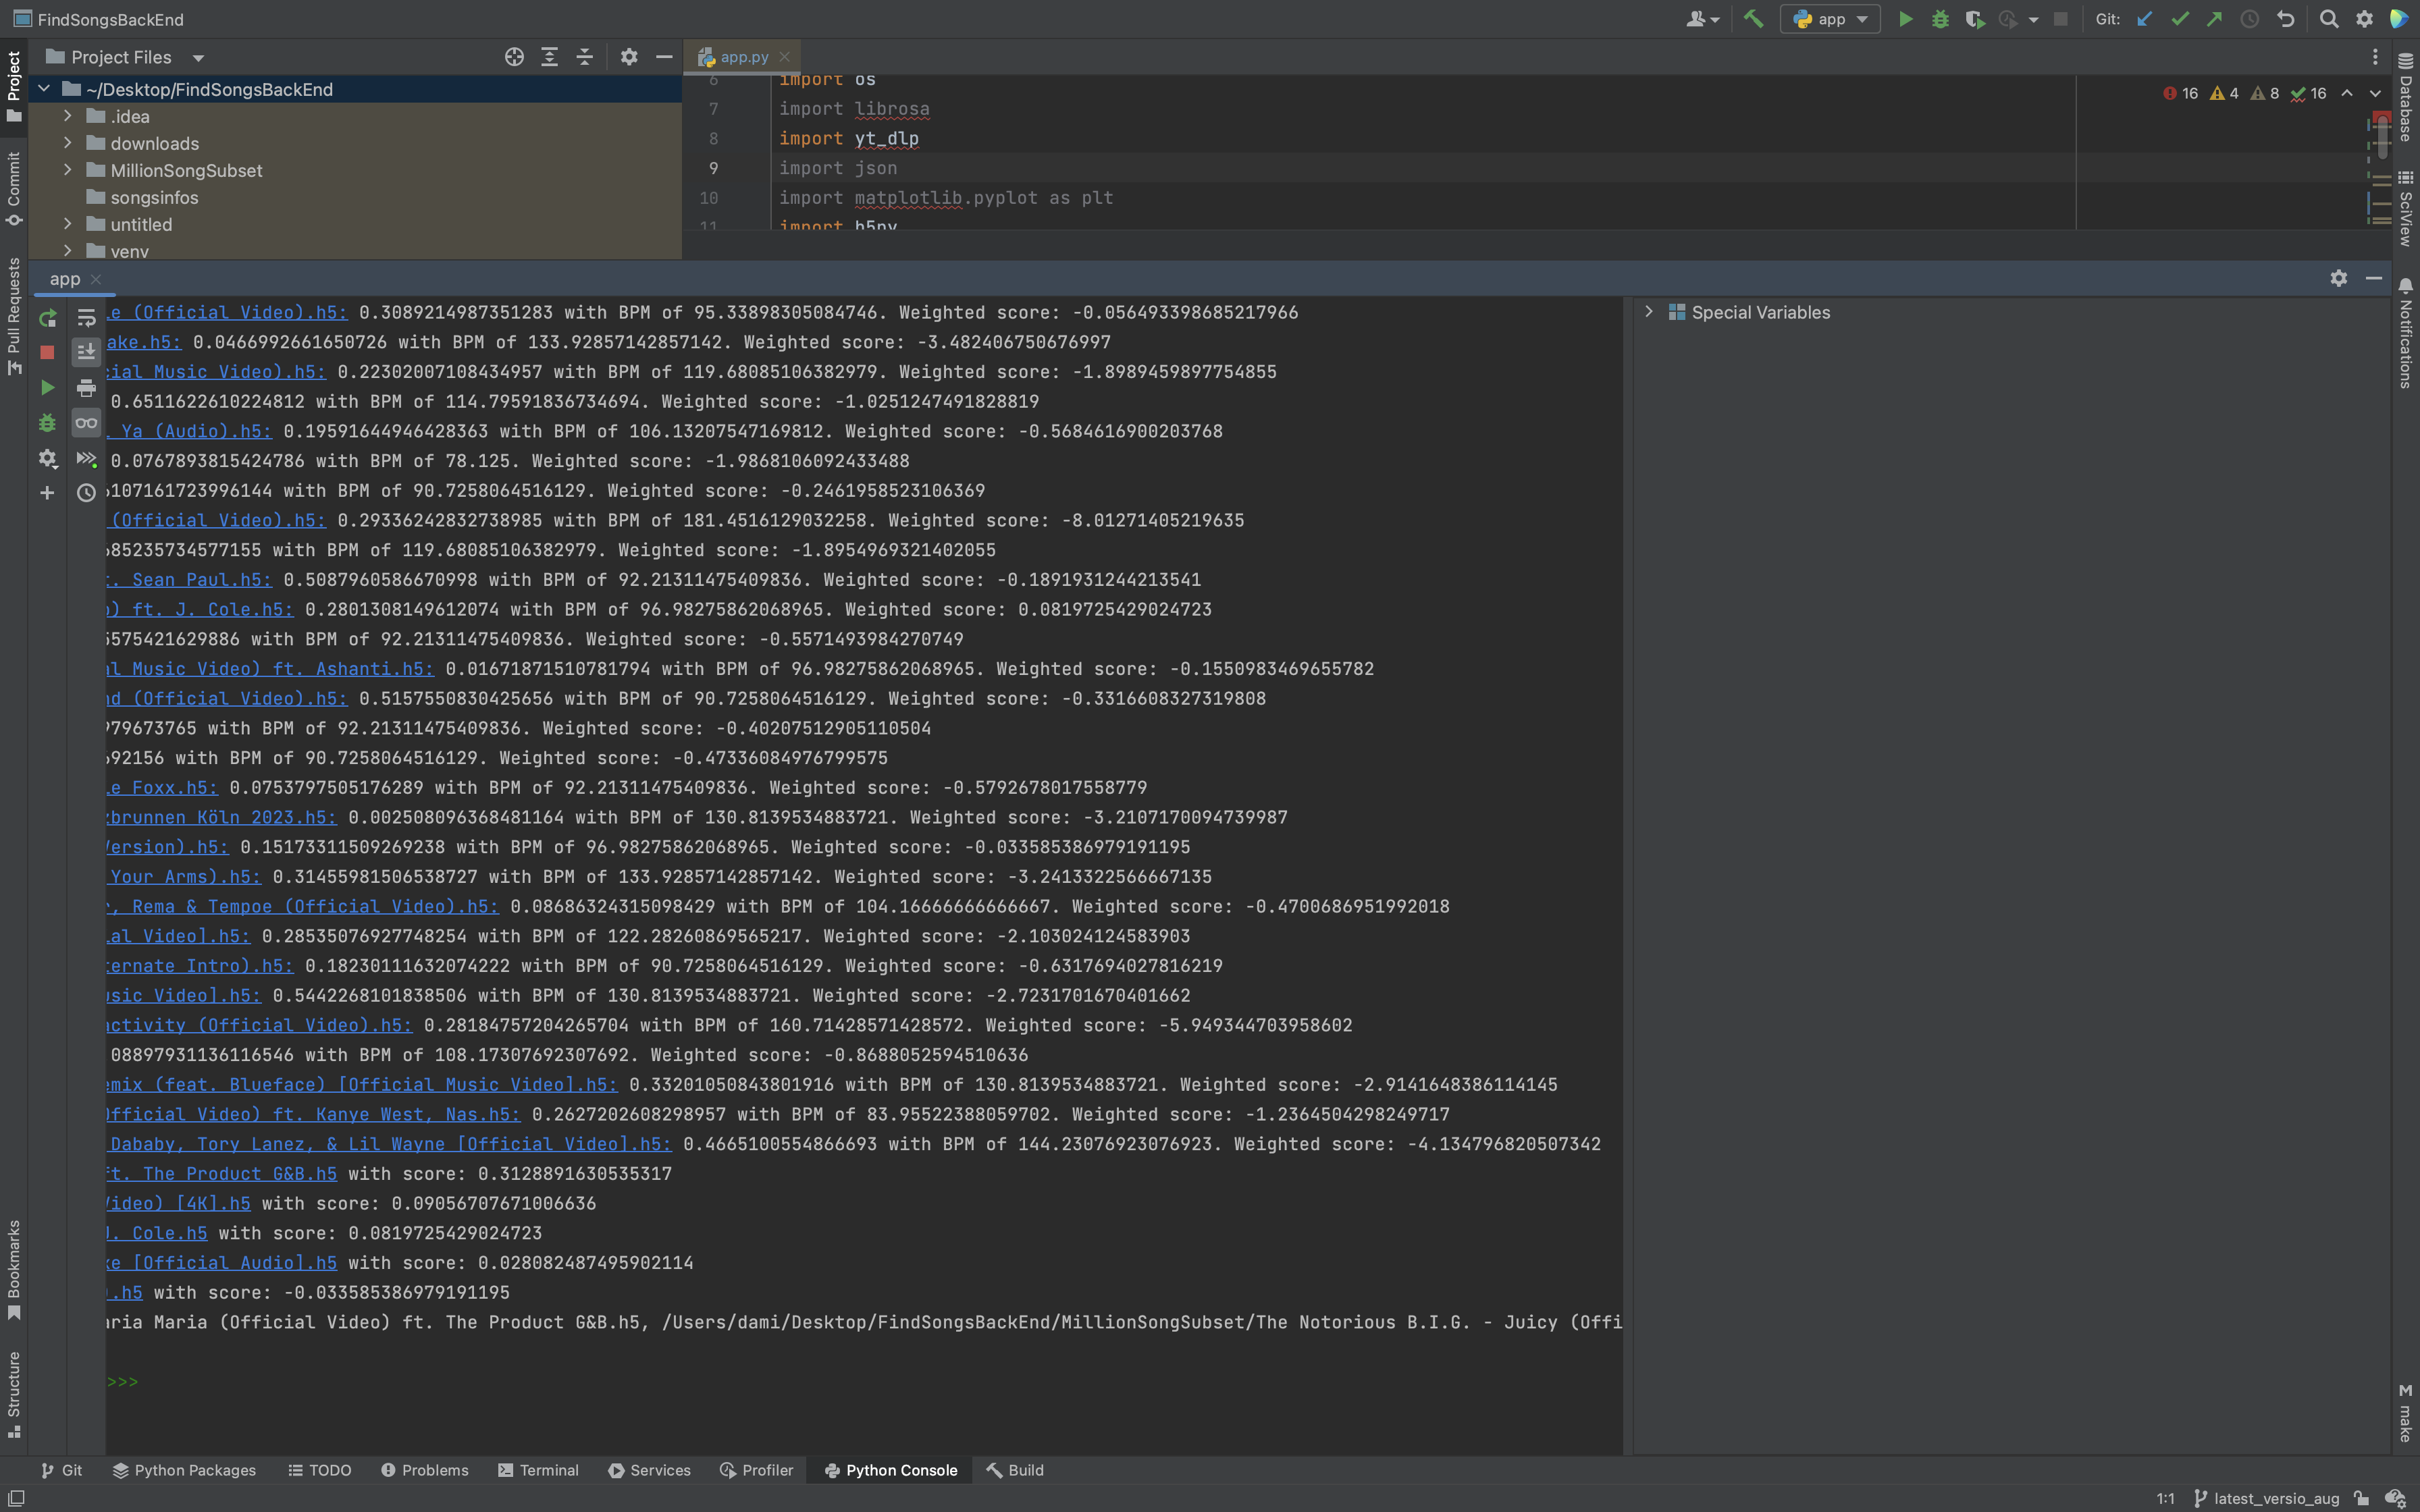 FindSongsBackEnd
app
Git:
Project Files
app.py
~/Desktop/FindSongsBackEnd
.idea
downloads
MillionSongSubset
songsinfos
untitled
venv
6 import os
7 import librosa
8 import yt_dlp
9 import json
10 import matplotlib.pyplot as plt
11 import h5py
16 4 8 16
Project
Commit
Pull Requests
Bookmarks
Structure
Database
SciView
Notifications
make
app
Special Variables
(Official Video).h5: 0.3089214987351283 with BPM of 95.33898305084746. Weighted score: -0.056493398685217966
ake.h5: 0.0466992661650726 with BPM of 133.92857142857142. Weighted score: -3.482406750676997
cial Music Video).h5: 0.22302007108434957 with BPM of 119.68085106382979. Weighted score: -1.8989459897754855
0.6511622610224812 with BPM of 114.79591836734694. Weighted score: -1.0251247491828819
. Ya (Audio).h5: 0.19591644946428363 with BPM of 106.13207547169812. Weighted score: -0.5684616900203768
0.0767893815424786 with BPM of 78.125. Weighted score: -1.9868106092433488
107161723996144 with BPM of 90.7258064516129. Weighted score: -0.2461958523106369
(Official Video).h5: 0.29336242832738985 with BPM of 181.4516129032258. Weighted score: -8.01271405219635
685235734577155 with BPM of 119.68085106382979. Weighted score: -1.8954969321402055
t. Sean Paul.h5: 0.5087960586670998 with BPM of 92.21311475409836. Weighted score: -0.1891931244213541
) ft. J. Cole.h5: 0.2801308149612074 with BPM of 96.98275862068965. Weighted score: 0.0819725429024723
5575421629886 with BPM of 92.21311475409836. Weighted score: -0.5571493984270749
al Music Video) ft. Ashanti.h5: 0.01671871510781794 with BPM of 96.98275862068965. Weighted score: -0.1550983469655782
nd (Official Video).h5: 0.5157550830425656 with BPM of 90.7258064516129. Weighted score: -0.3316608327319808
979673765 with BPM of 92.21311475409836. Weighted score: -0.40207512905110504
692156 with BPM of 90.7258064516129. Weighted score: -0.47336084976799575
ie Foxx.h5: 0.0753797505176289 with BPM of 92.21311475409836. Weighted score: -0.5792678017558779
zbrunnen Köln 2023.h5: 0.002508096368481164 with BPM of 130.8139534883721. Weighted score: -3.2107170094739987
Version).h5: 0.15173311509269238 with BPM of 96.98275862068965. Weighted score: -0.033585386979191195
Your Arms).h5: 0.31455981506538727 with BPM of 133.92857142857142. Weighted score: -3.2413322566667135
r, Rema & Tempoe (Official Video).h5: 0.08686324315098429 with BPM of 104.16666666666667. Weighted score: -0.4700686951992018
ial Video].h5: 0.28535076927748254 with BPM of 122.28260869565217. Weighted score: -2.103024124583903
ternate Intro).h5: 0.18230111632074222 with BPM of 90.7258064516129. Weighted score: -0.6317694027816219
usic Video].h5: 0.5442268101838506 with BPM of 130.8139534883721. Weighted score: -2.7231701670401662
activity (Official Video).h5: 0.28184757204265704 with BPM of 160.71428571428572. Weighted score: -5.949344703958602
08897931136116546 with BPM of 108.17307692307692. Weighted score: -0.8688052594510636
emix (feat. Blueface) [Official Music Video].h5: 0.33201050843801916 with BPM of 130.8139534883721. Weighted score: -2.9141648386114145
Official Video) ft. Kanye West, Nas.h5: 0.2627202608298957 with BPM of 83.95522388059702. Weighted score: -1.2364504298249717
Dababy, Tory Lanez, & Lil Wayne [Official Video].h5: 0.4665100554866693 with BPM of 144.23076923076923. Weighted score: -4.134796820507342
ft. The Product G&B.h5 with score: 0.3128891630535317
Video) [4K].h5 with score: 0.09056707671006636
J. Cole.h5 with score: 0.0819725429024723
ke [Official Audio].h5 with score: 0.028082487495902114
).h5 with score: -0.033585386979191195
aria Maria (Official Video) ft. The Product G&B.h5, /Users/dami/Desktop/FindSongsBackEnd/MillionSongSubset/The Notorious B.I.G. - Juicy (Offi
>>>
Git
Python Packages
TODO
Problems
Terminal
Services
Profiler
Python Console
Build
1:1
latest_versio_aug